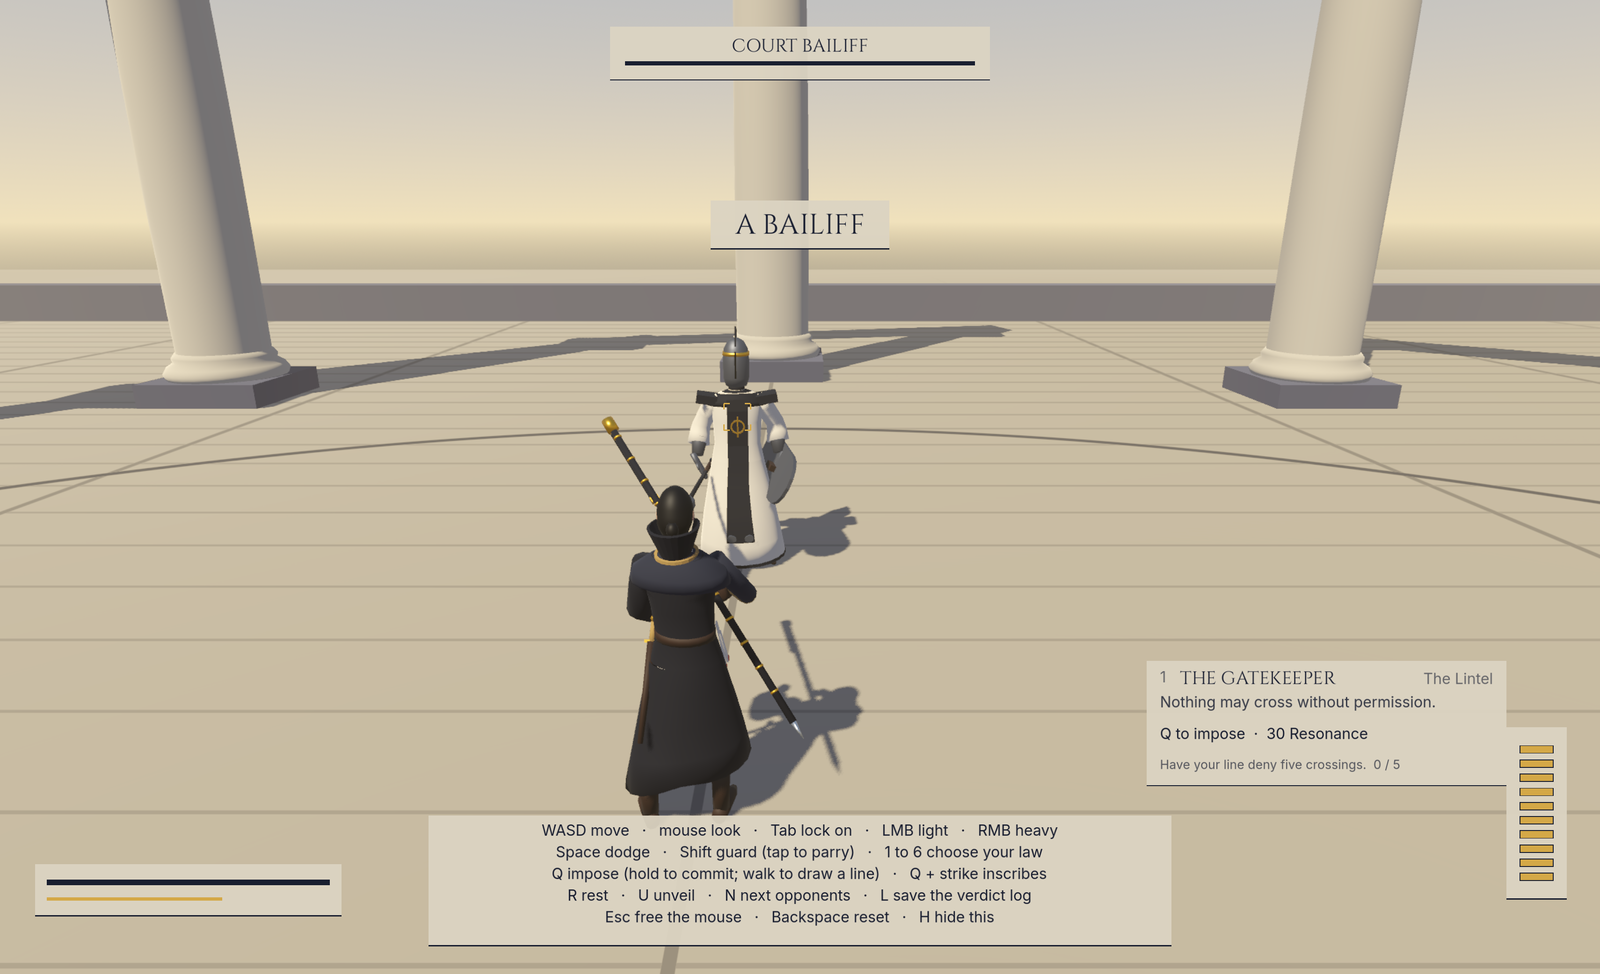 COURT BAILIFF
A BAILIFF
1 THE GATEKEEPER The Lintel
Nothing may cross without permission.
Q to impose · 30 Resonance
Have your line deny five crossings. 0 / 5
WASD move · mouse look · Tab lock on · LMB light · RMB heavy
Space dodge · Shift guard (tap to parry) · 1 to 6 choose your law
Q impose (hold to commit; walk to draw a line) · Q + strike inscribes
R rest · U unveil · N next opponents · L save the verdict log
Esc free the mouse · Backspace reset · H hide this